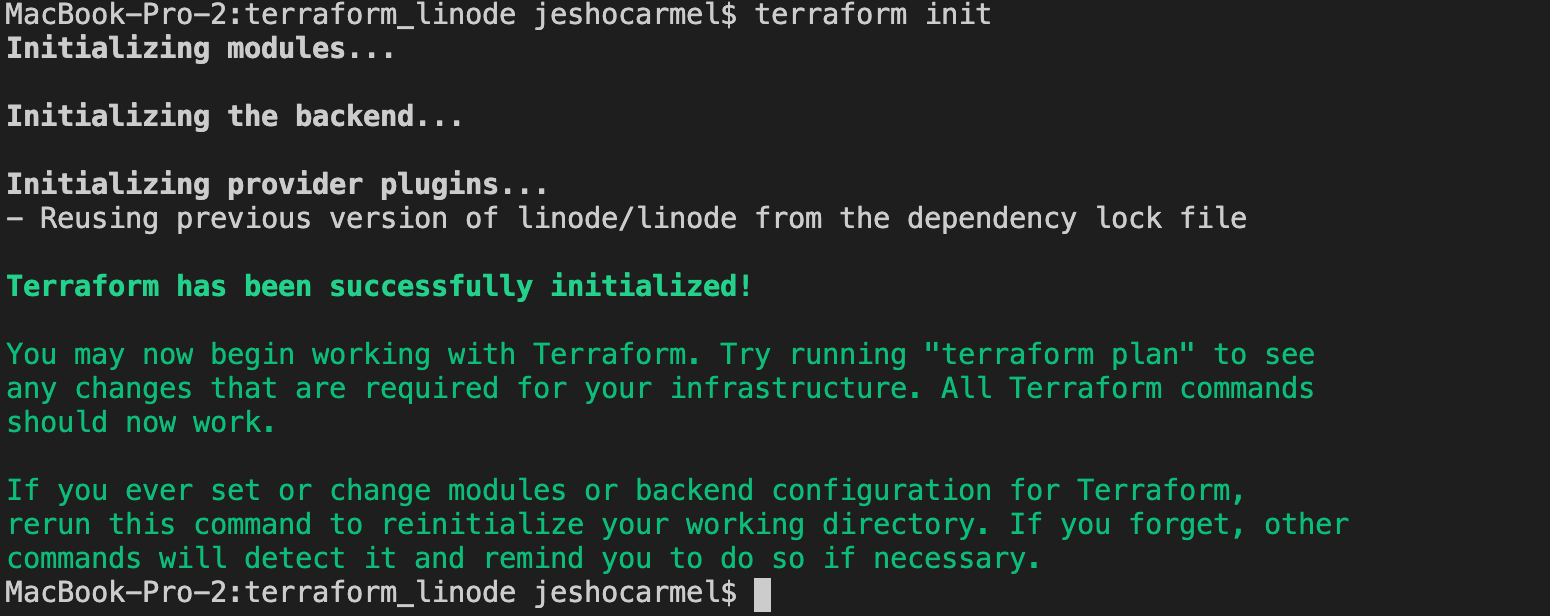 MacBook-Pro-2:terraform_linode jeshocarmel$ terraform init
Initializing modules...
Initializing the backend...
Initializing provider plugins...
- Reusing previous version of linode/linode from the dependency lock file
Terraform has been successfully initialized!
You may now begin working with Terraform. Try running "terraform plan" to see
any changes that are required for your infrastructure. All Terraform commands
should now work.
If you ever set or change modules or backend configuration for Terraform,
rerun this command to reinitialize your working directory. If you forget, other
commands will detect it and remind you to do so if necessary.
MacBook-Pro-2:terraform_linode jeshocarmel$